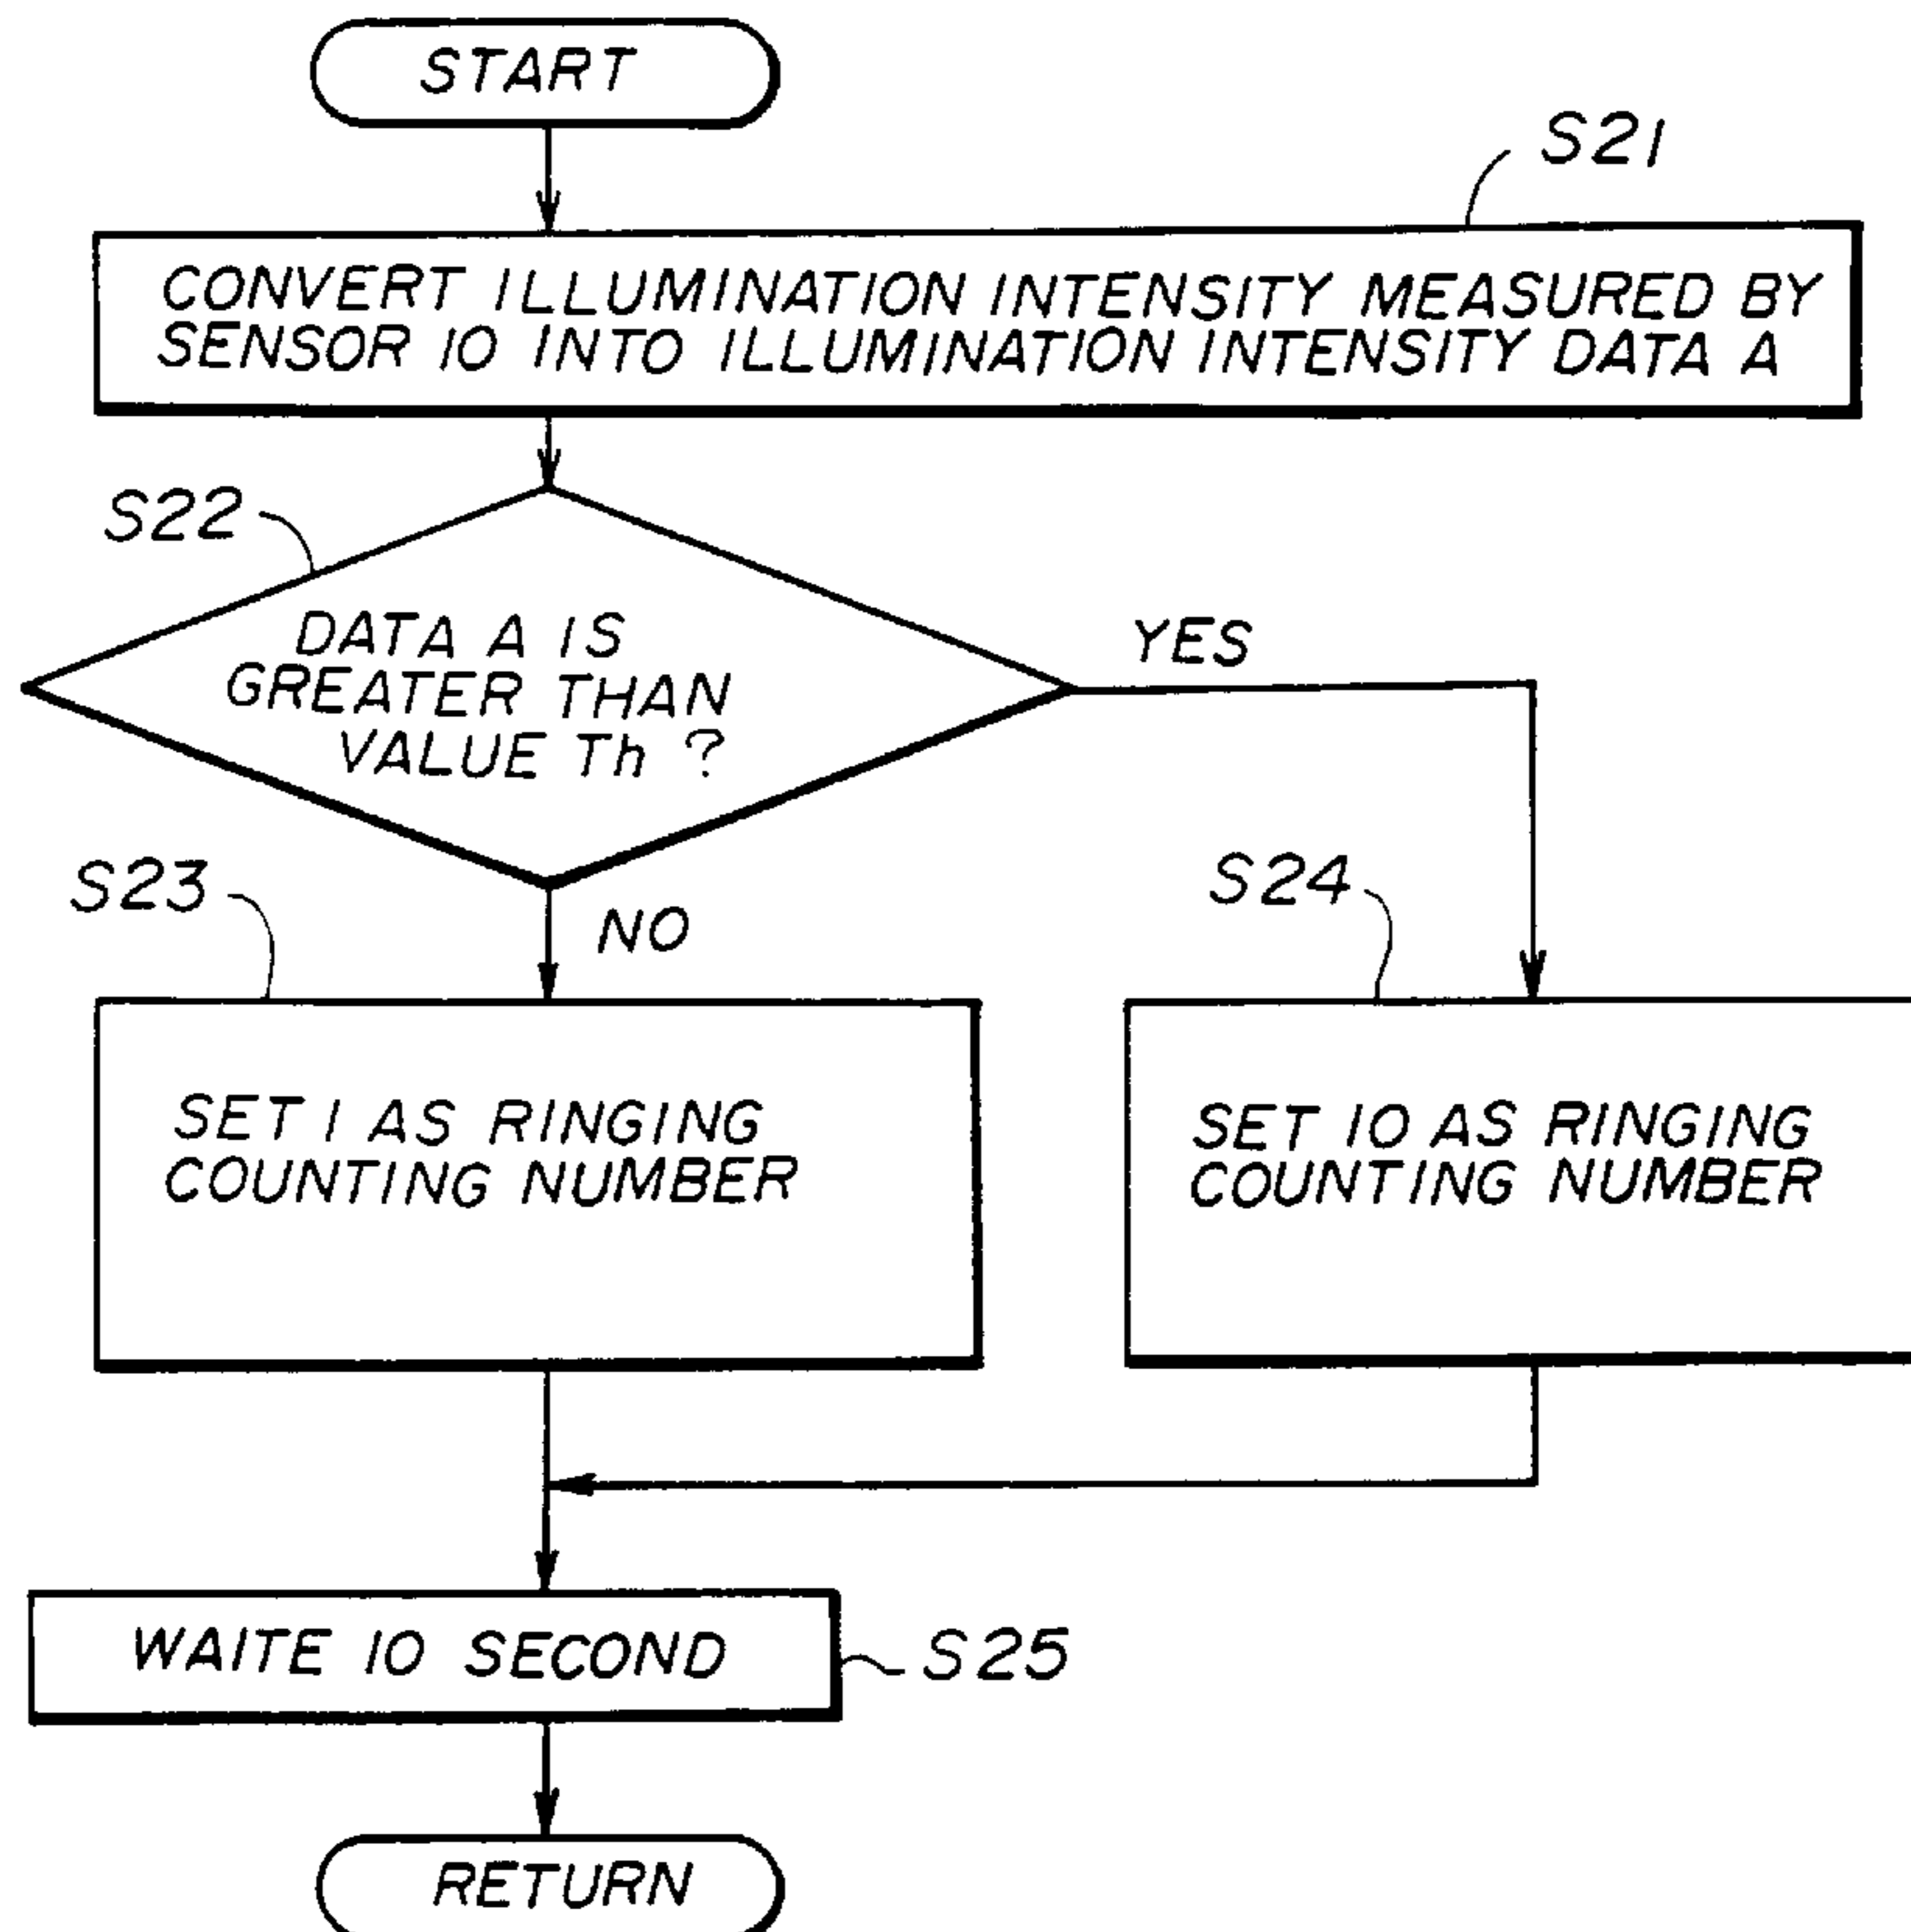 START
S21
CONVERT ILLUMINATION INTENSITY MEASURED BY
SENSOR 10 INTO ILLUMINATION INTENSITY DATA A
S22
DATA A IS
GREATER THAN
VALUE Th ?
YES
NO
S23
SET 1 AS RINGING
COUNTING NUMBER
S24
SET 10 AS RINGING
COUNTING NUMBER
WAITE 10 SECOND
S25
RETURN